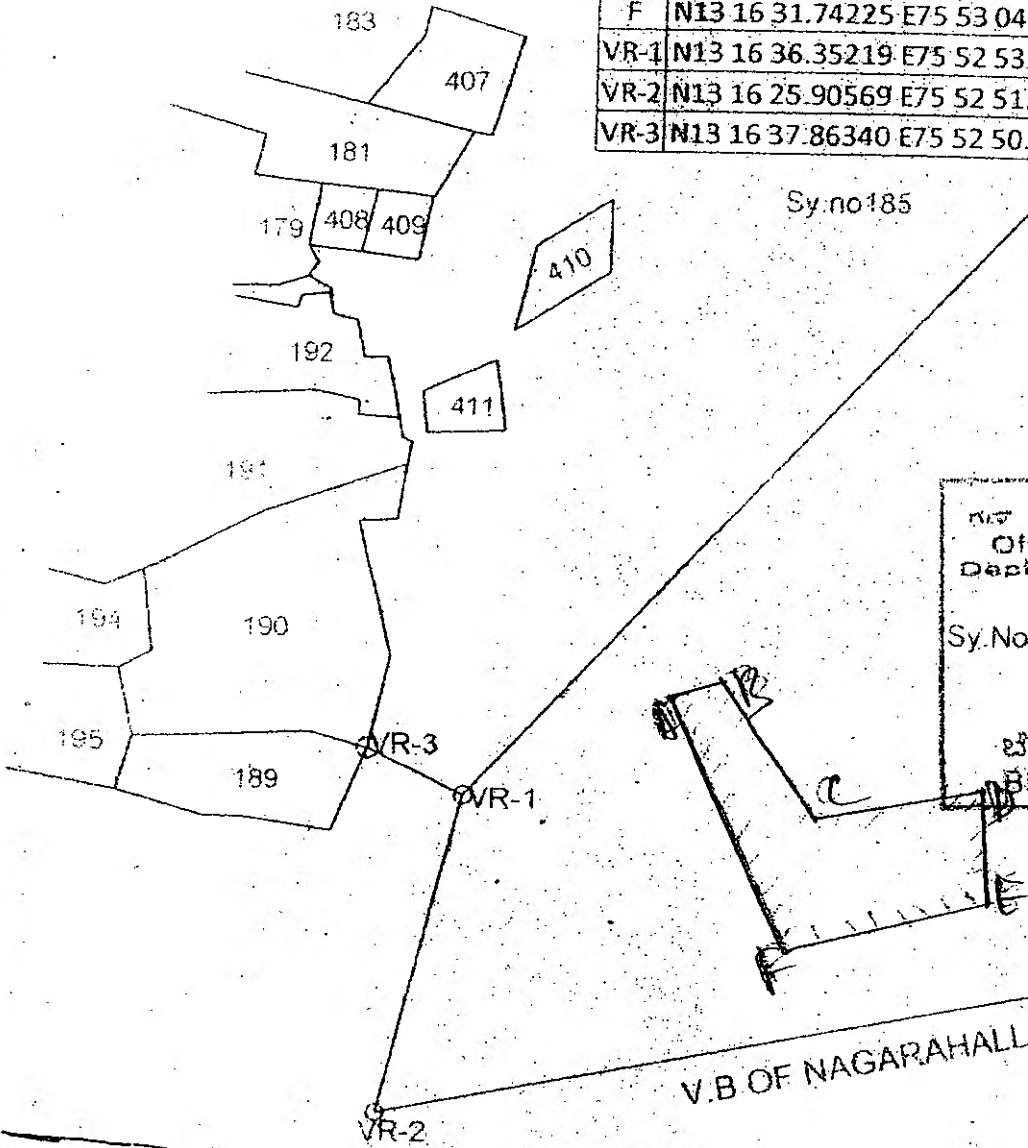 F N13 16 31.74225 E75 53 04
VR-1 N13 16 36.35219 E75 52 53.
VR-2 N13 16 25.90569 E75 52 51.
VR-3 N13 16 37.86340 E75 52 50.
183
407
181
Sy.no185
179
408
409
410
192
411
191
Of
Dept
194
190
Sy.No
B
195
VR-3
189
VR-1
C
D
E
F
V.B OF NAGARAHALL
VR-2